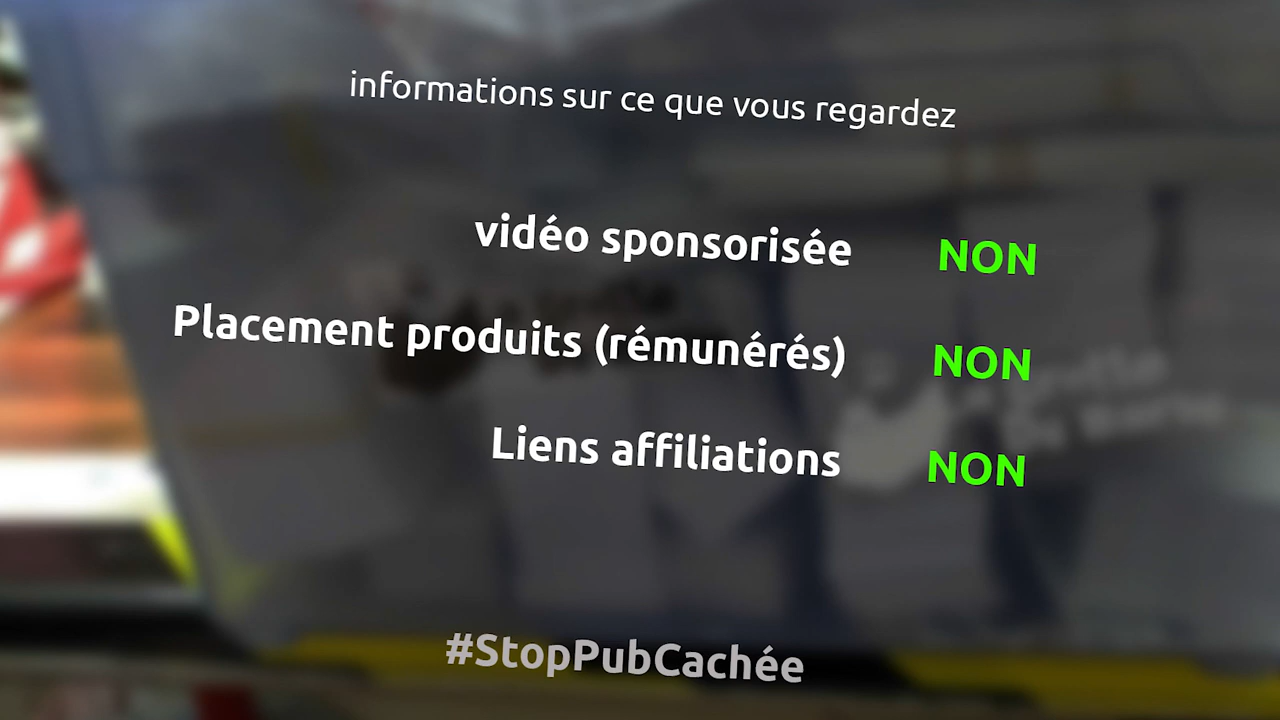 informations sur ce que vous regardez
vidéo sponsorisée NON
Placement produits (rémunérés) NON
Liens affiliations NON
#StopPubCachée